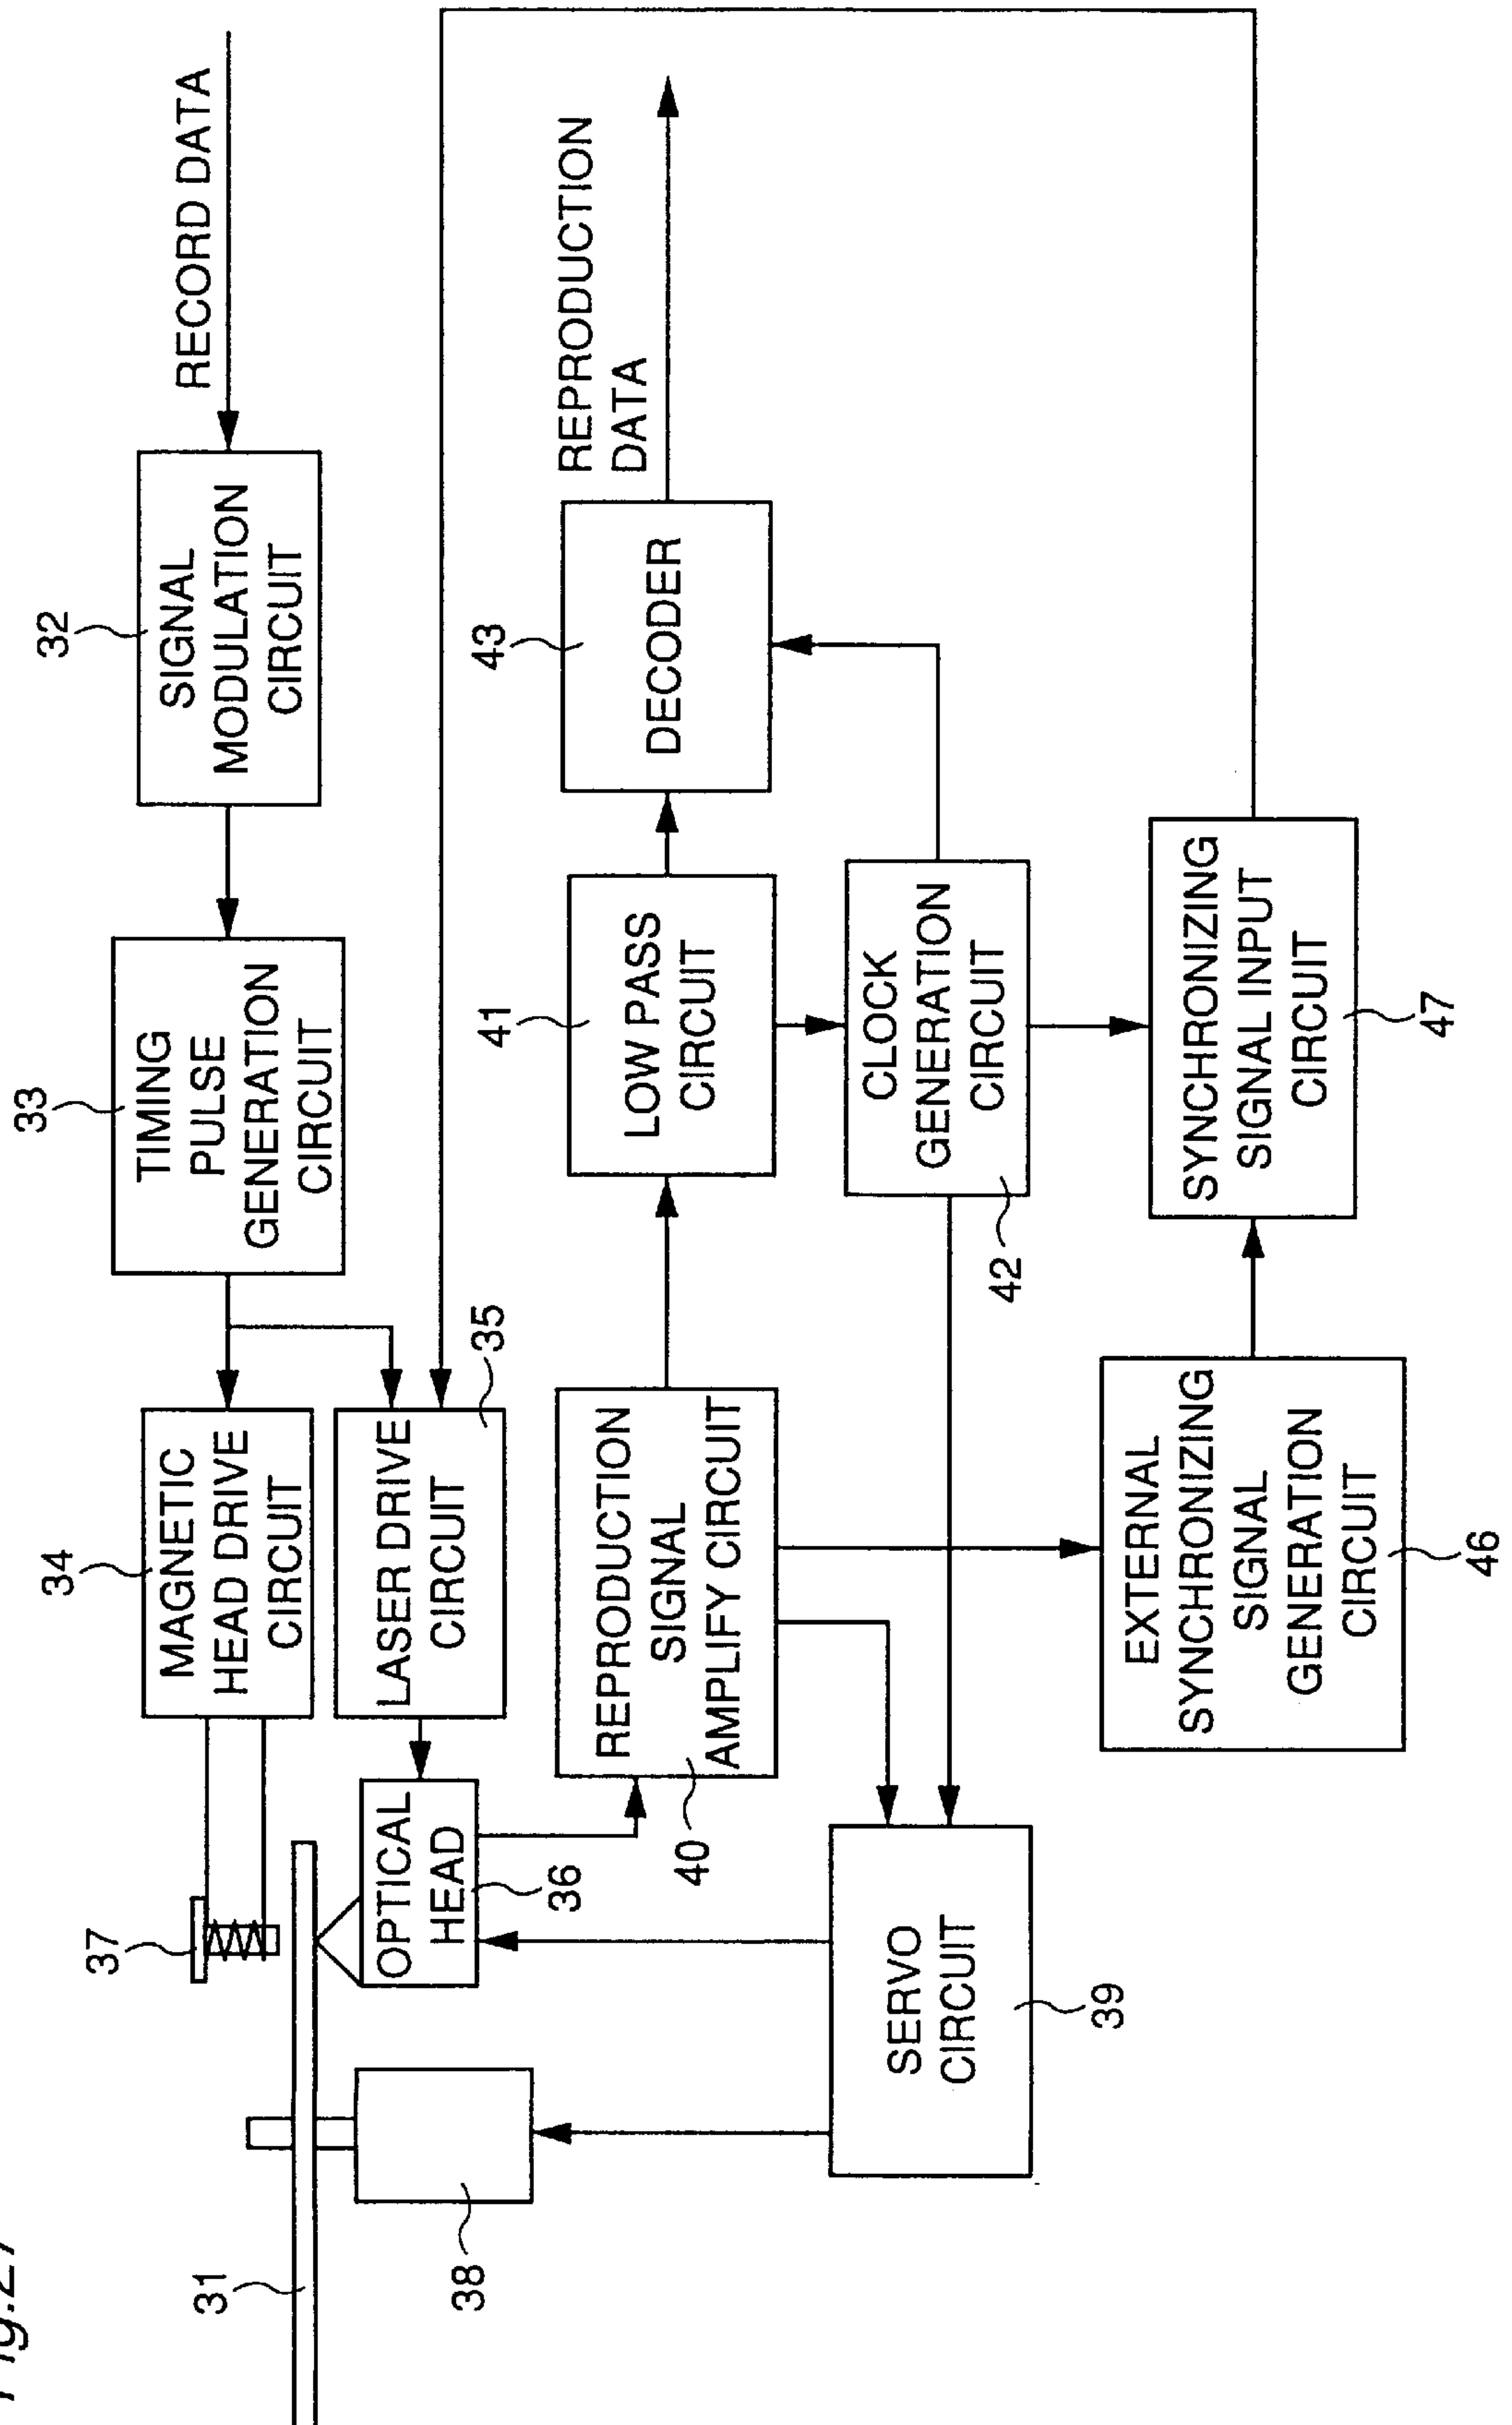 RECORD DATA
32
SIGNAL
MODULATION
CIRCUIT
33
TIMING
PULSE
GENERATION
CIRCUIT
34
MAGNETIC
HEAD DRIVE
CIRCUIT
35
LASER DRIVE
CIRCUIT
37
OPTICAL
HEAD
36
31
38
REPRODUCTION
DATA
43
DECODER
41
LOW PASS
CIRCUIT
REPRODUCTION
SIGNAL
AMPLIFY CIRCUIT
40
CLOCK
GENERATION
CIRCUIT
42
SERVO
CIRCUIT
39
SYNCHRONIZING
SIGNAL INPUT
CIRCUIT
47
EXTERNAL
SYNCHRONIZING
SIGNAL
GENERATION
CIRCUIT
46
Fig.27